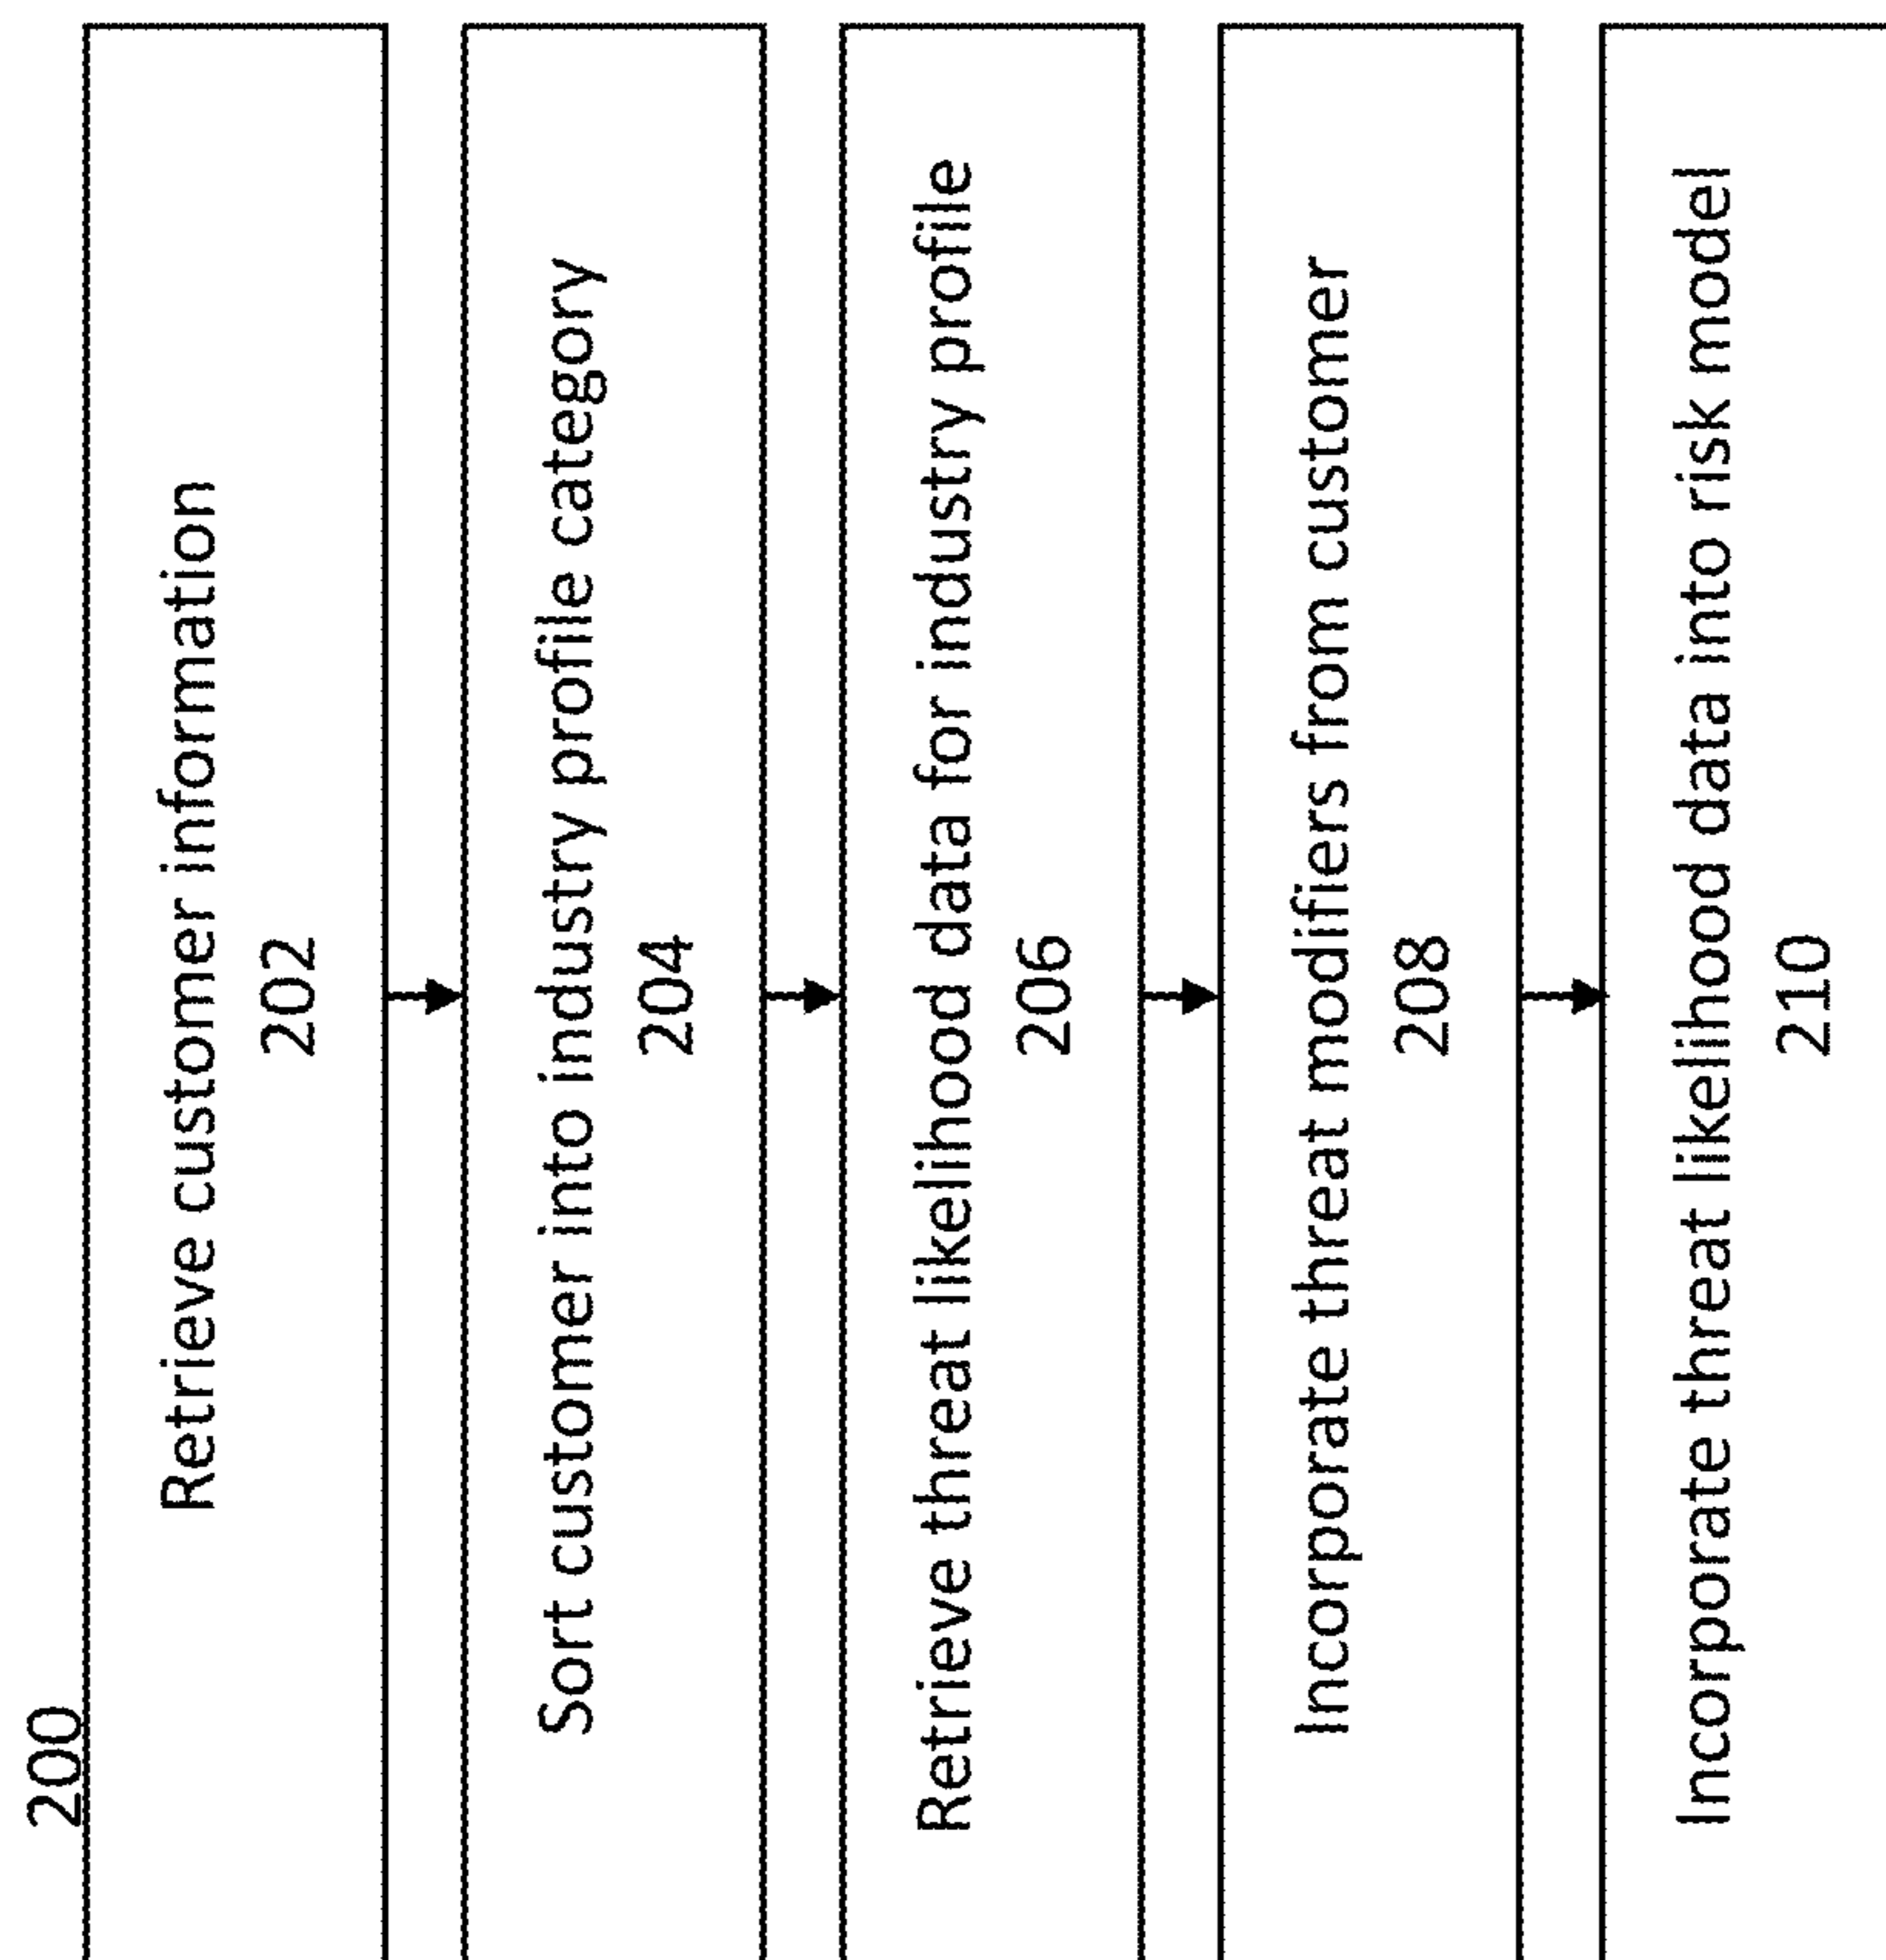 200
Retrieve customer information
202
Sort customer into industry profile category
204
Retrieve threat likelihood data for industry profile
206
Incorporate threat modifiers from customer
208
Incorporate threat likelihood data into risk model
210